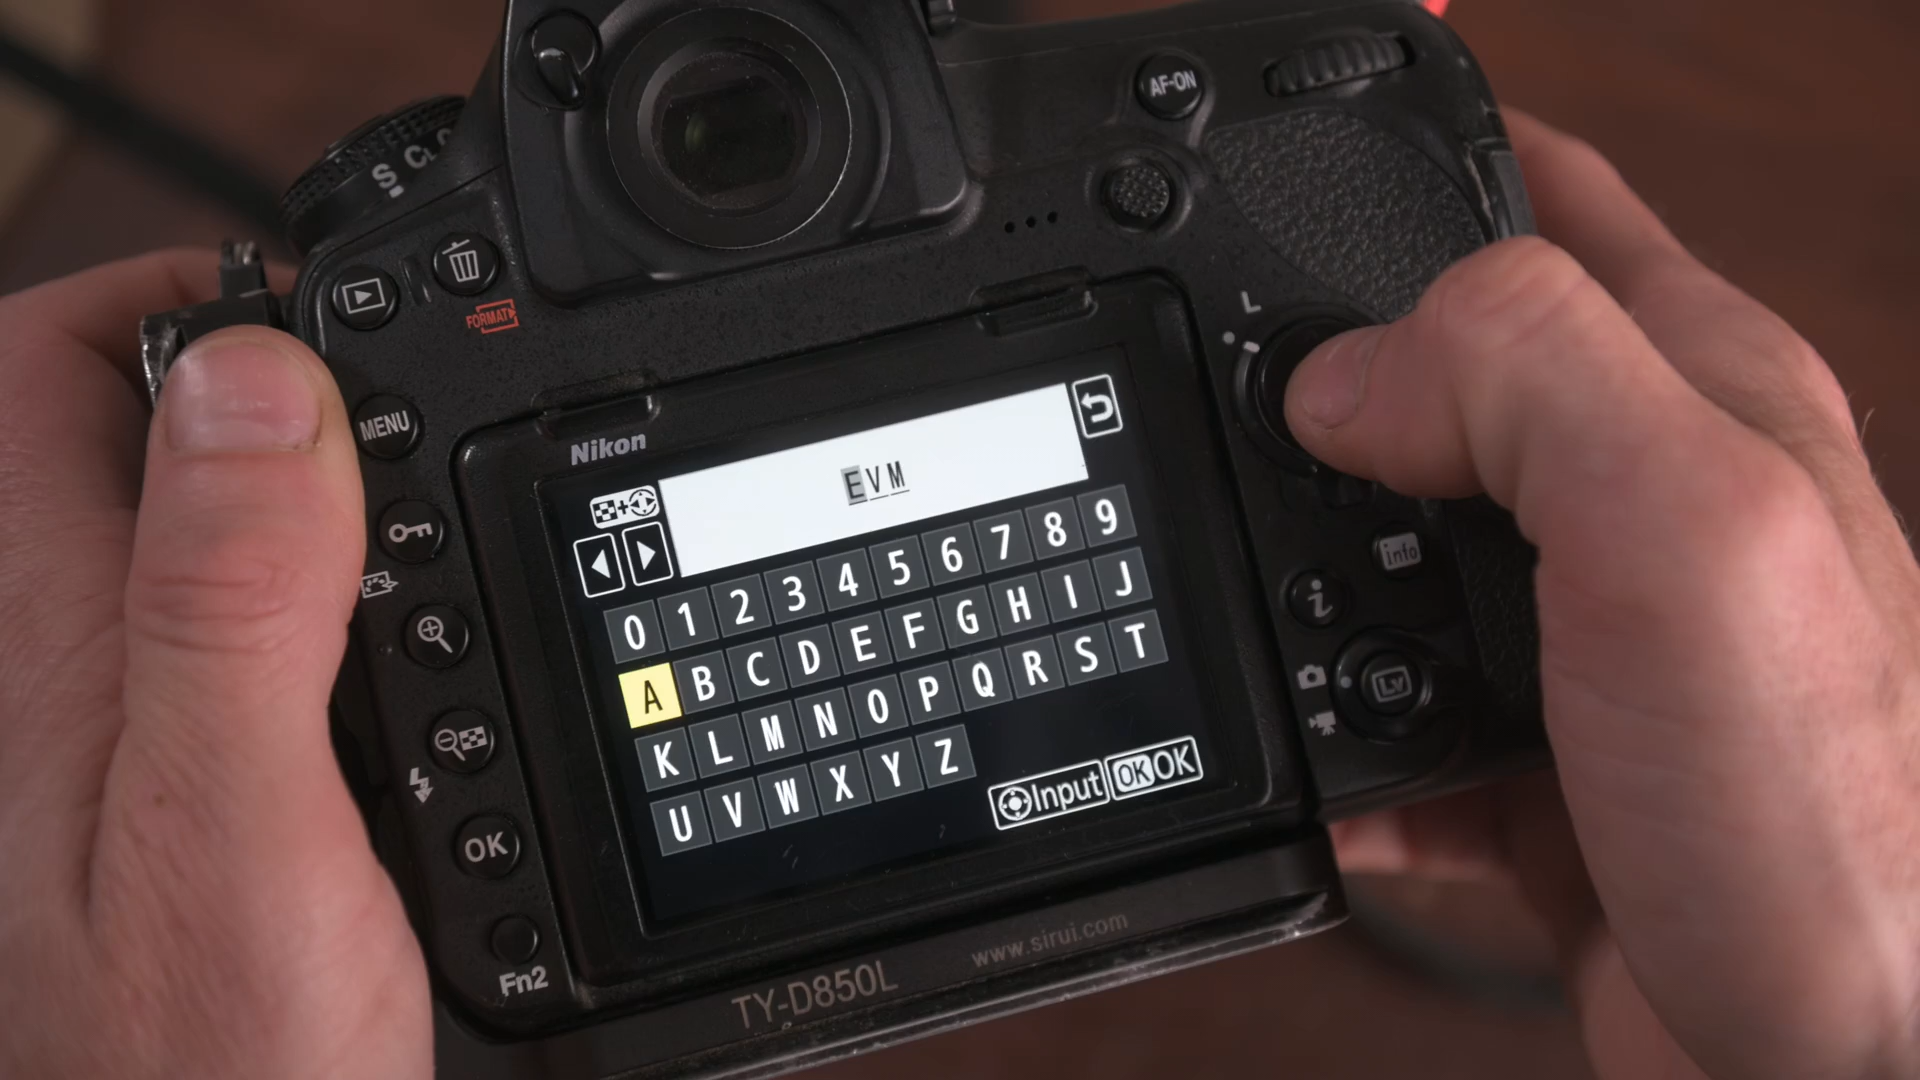 AF-ON
S CL
FORMAT
L
MENU
Nikon
EVM
0 1 2 3 4 5 6 7 8 9
A B C D E F G H I J
K L M N O P Q R S T
U V W X Y Z
Input OK OK
info
i
Lv
OK
Fn2
www.sirui.com
TY-D850L